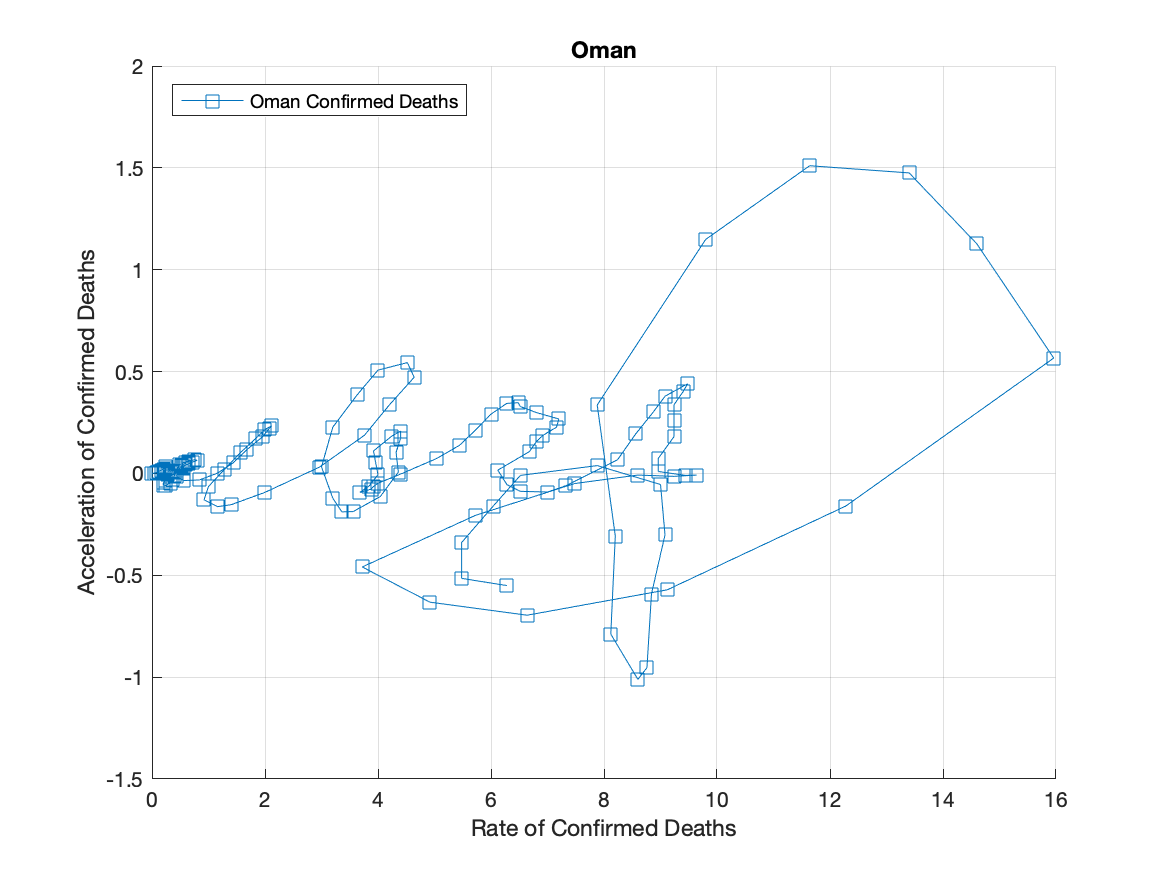 Oman
2
Oman Confirmed Deaths
1.5
1
0.5
0
-0.5
-1
-1.5
Acceleration of Confirmed Deaths
0 2 4 6 8 10 12 14 16
Rate of Confirmed Deaths